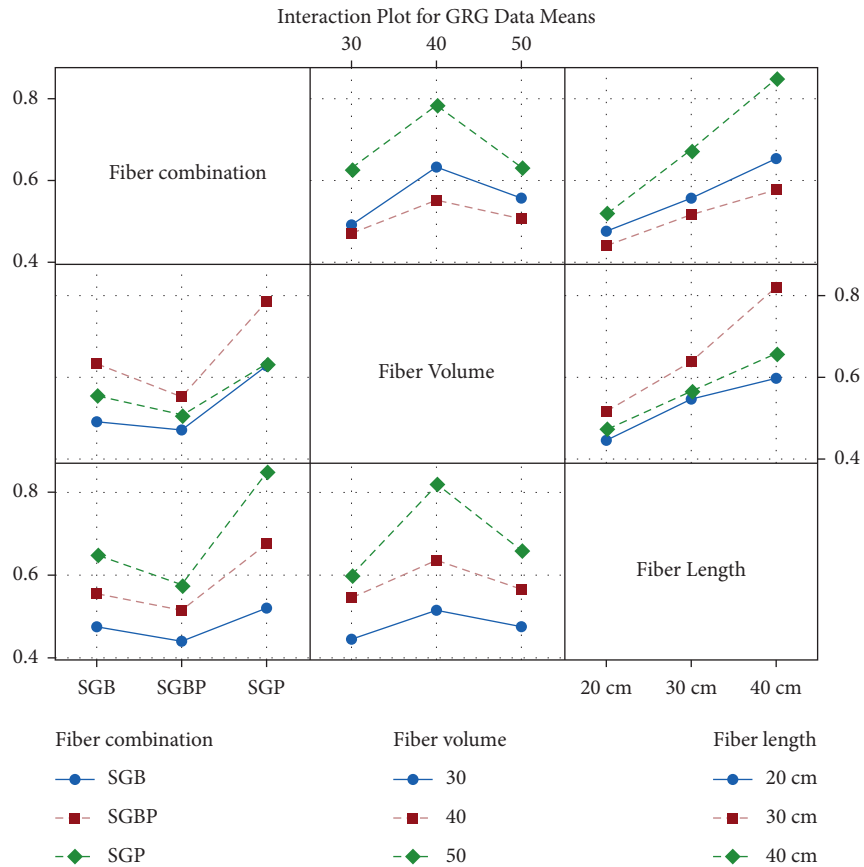 Interaction Plot for GRG Data Means
30 40 50
0.8
Fiber combination
0.6
0.4
0.8
Fiber Volume
0.6
0.4
0.8
Fiber Length
0.6
0.4
SGB SGBP SGP 20 cm 30 cm 40 cm
Fiber combination Fiber volume Fiber length
SGB 30 20 cm
SGBP 40 30 cm
SGP 50 40 cm